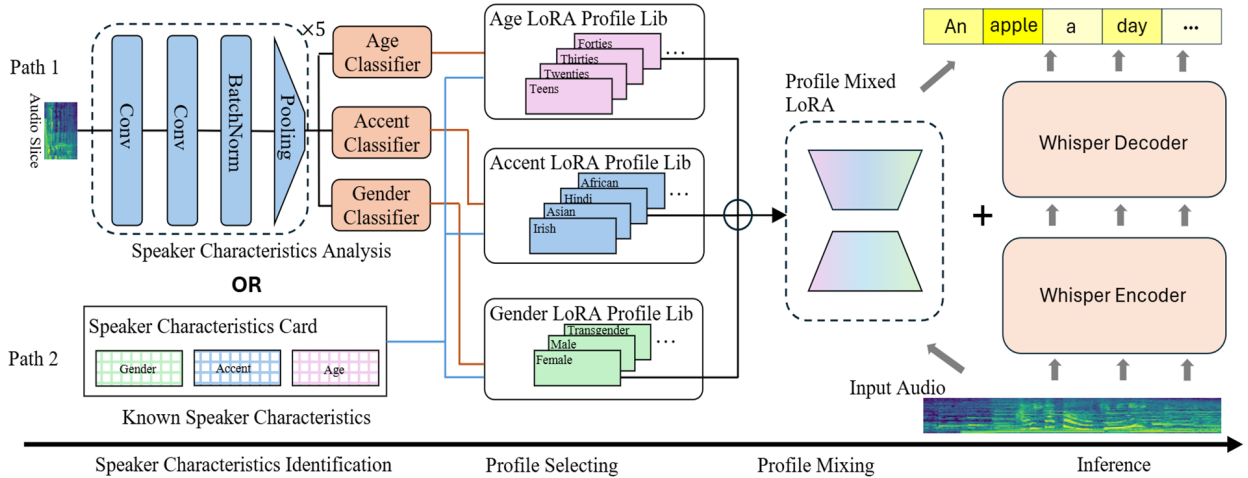 Path 1
Audio Slice
Conv
Conv
BatchNorm
Pooling
×5
Speaker Characteristics Analysis
Age
Classifier
Accent
Classifier
Gender
Classifier
OR
Path 2
Speaker Characteristics Card
Gender
Accent
Age
Known Speaker Characteristics
Age LoRA Profile Lib
Forties
Thirties
Twenties
Teens
...
Accent LoRA Profile Lib
African
Hindi
Asian
Irish
...
Gender LoRA Profile Lib
Transgender
Male
Female
...
Profile Mixed
LoRA
+
An apple a day ...
Whisper Decoder
Whisper Encoder
Input Audio
Speaker Characteristics Identification
Profile Selecting
Profile Mixing
Inference